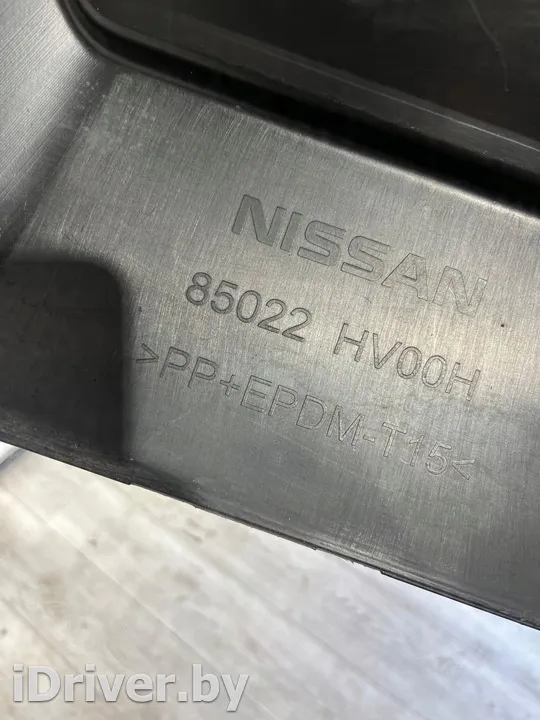 NISSAN
85022 HV00H
>PP+EPDM-T15<
iDriver.by